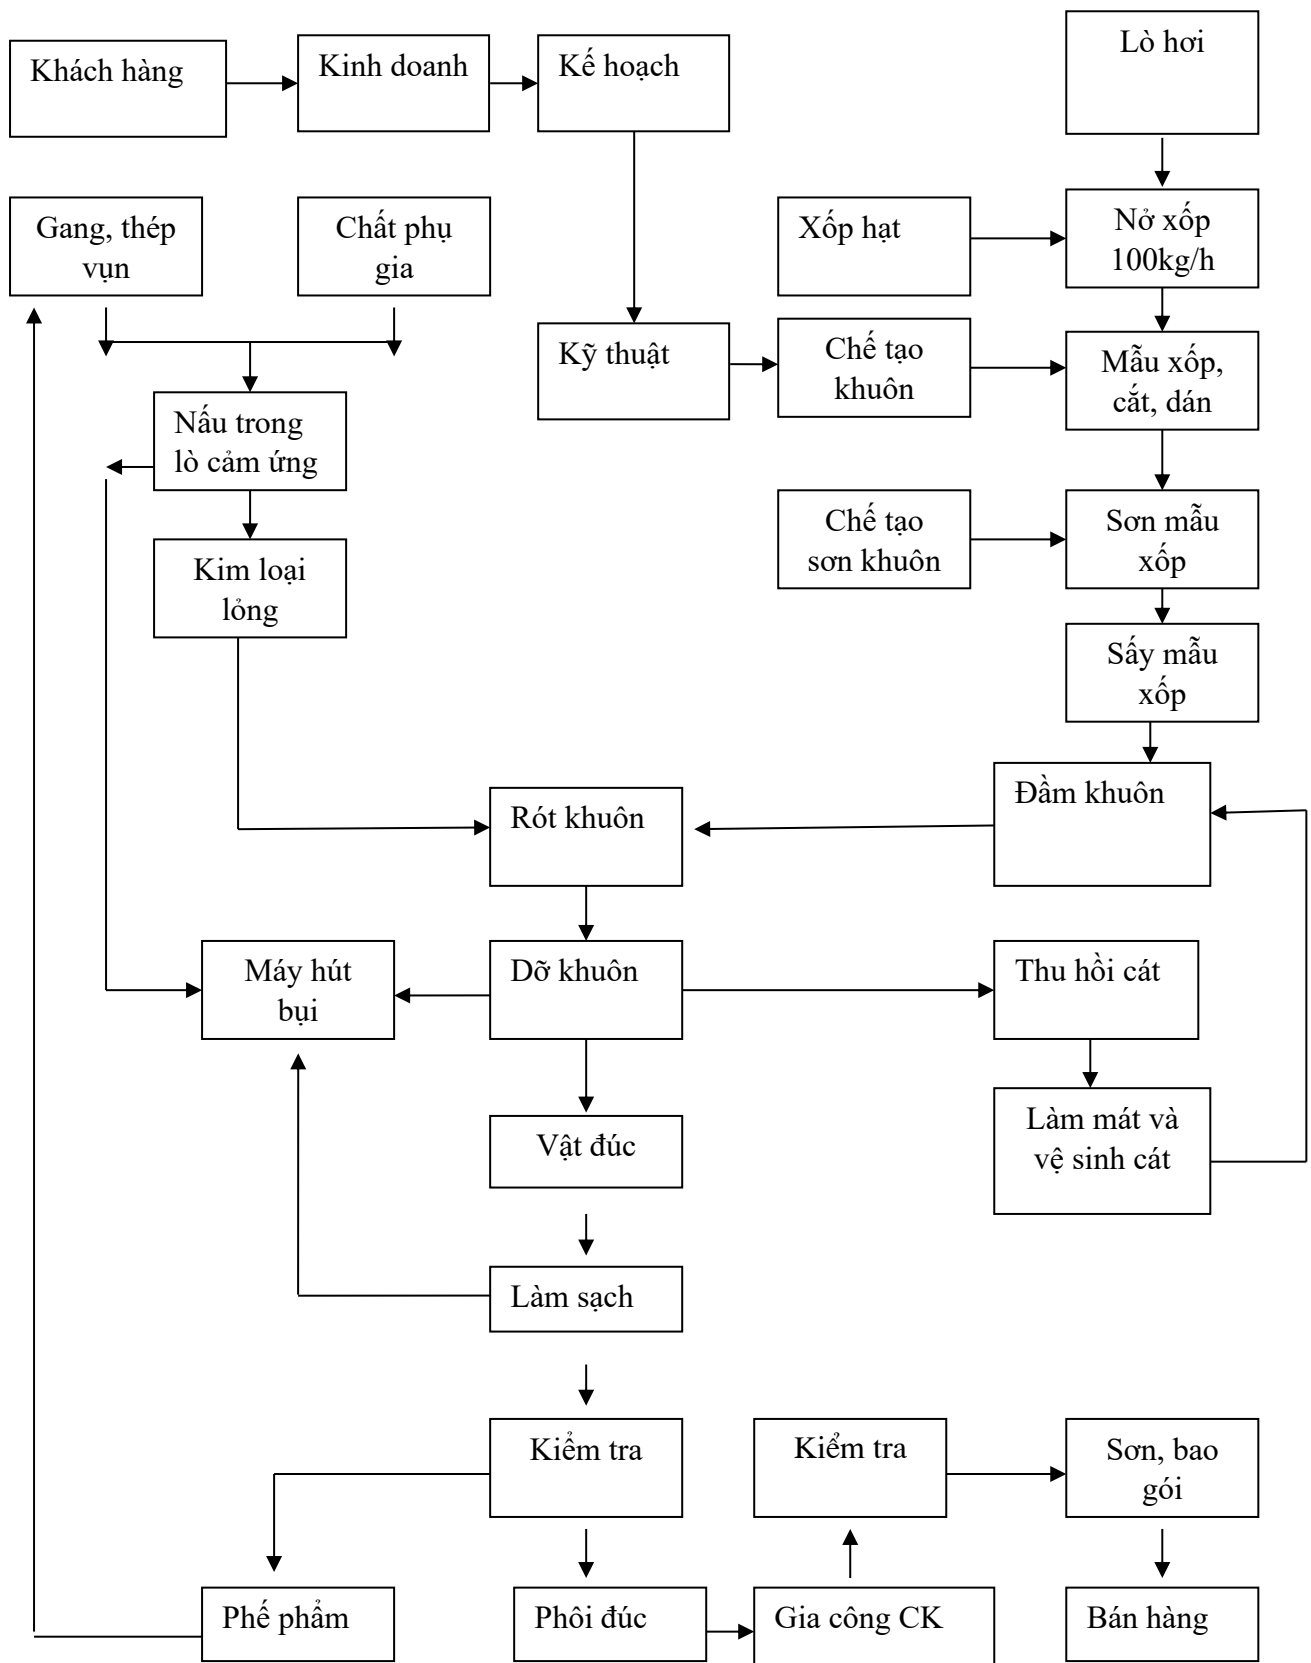 Khách hàng
Kinh doanh
Kế hoạch
Lò hơi
Gang, thép
vụn
Chất phụ
gia
Xốp hạt
Nở xốp
100kg/h
Kỹ thuật
Chế tạo
khuôn
Mẫu xốp,
cắt, dán
Nấu trong
lò cảm ứng
Chế tạo
sơn khuôn
Sơn mẫu
xốp
Kim loại
lỏng
Sấy mẫu
xốp
Rót khuôn
Đầm khuôn
Máy hút
bụi
Dỡ khuôn
Thu hồi cát
Vật đúc
Làm mát và
vệ sinh cát
Làm sạch
Kiểm tra
Kiểm tra
Sơn, bao
gói
Phế phẩm
Phôi đúc
Gia công CK
Bán hàng